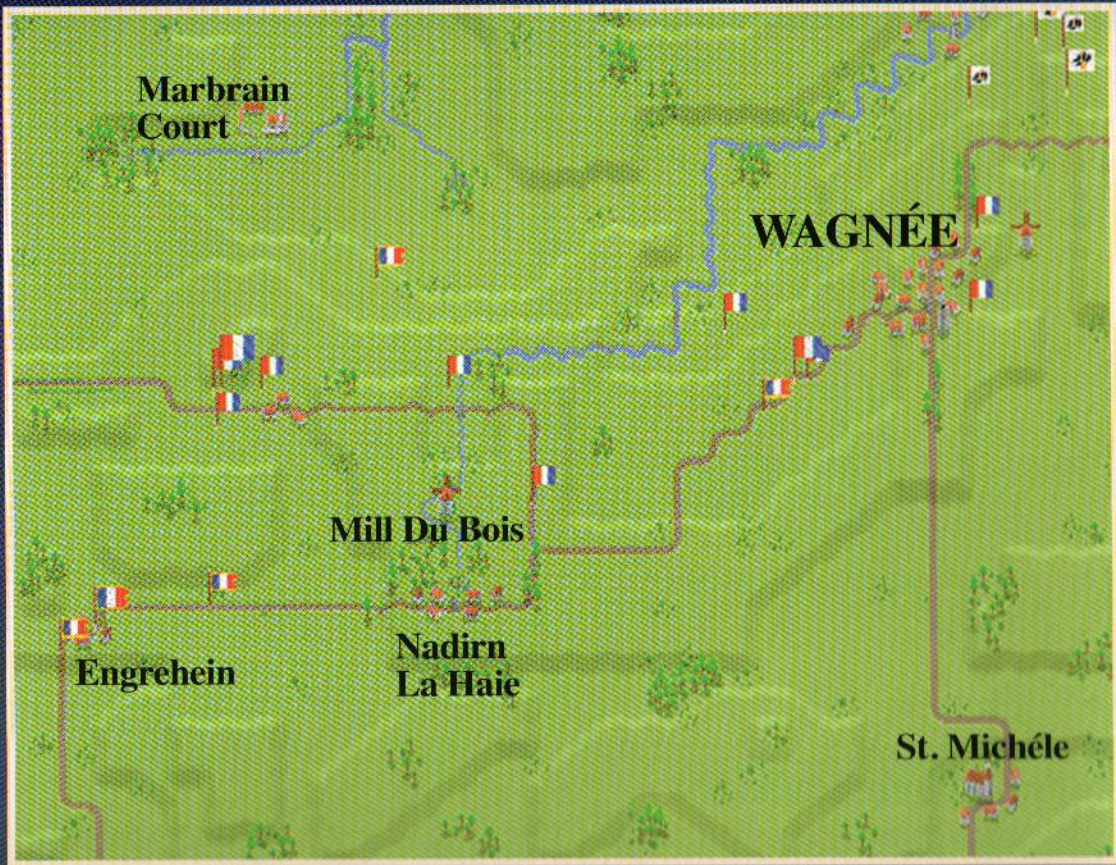 Marbrain
Court
WAGNÉE
Mill Du Bois
Nadirn
La Haie
Engrehein
St. Michéle